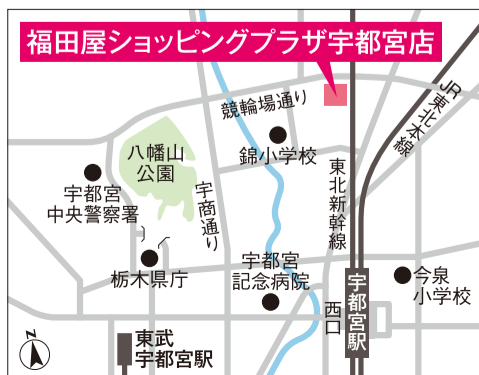 福田屋ショッピングプラザ宇都宮店
競輪場通り
JR東北本線
八幡山
公園
錦小学校
宇都宮
中央警察署
宇商通り
東北新幹線
栃木県庁
宇都宮
記念病院
今泉
小学校
西口
宇都宮駅
東武
宇都宮駅
N